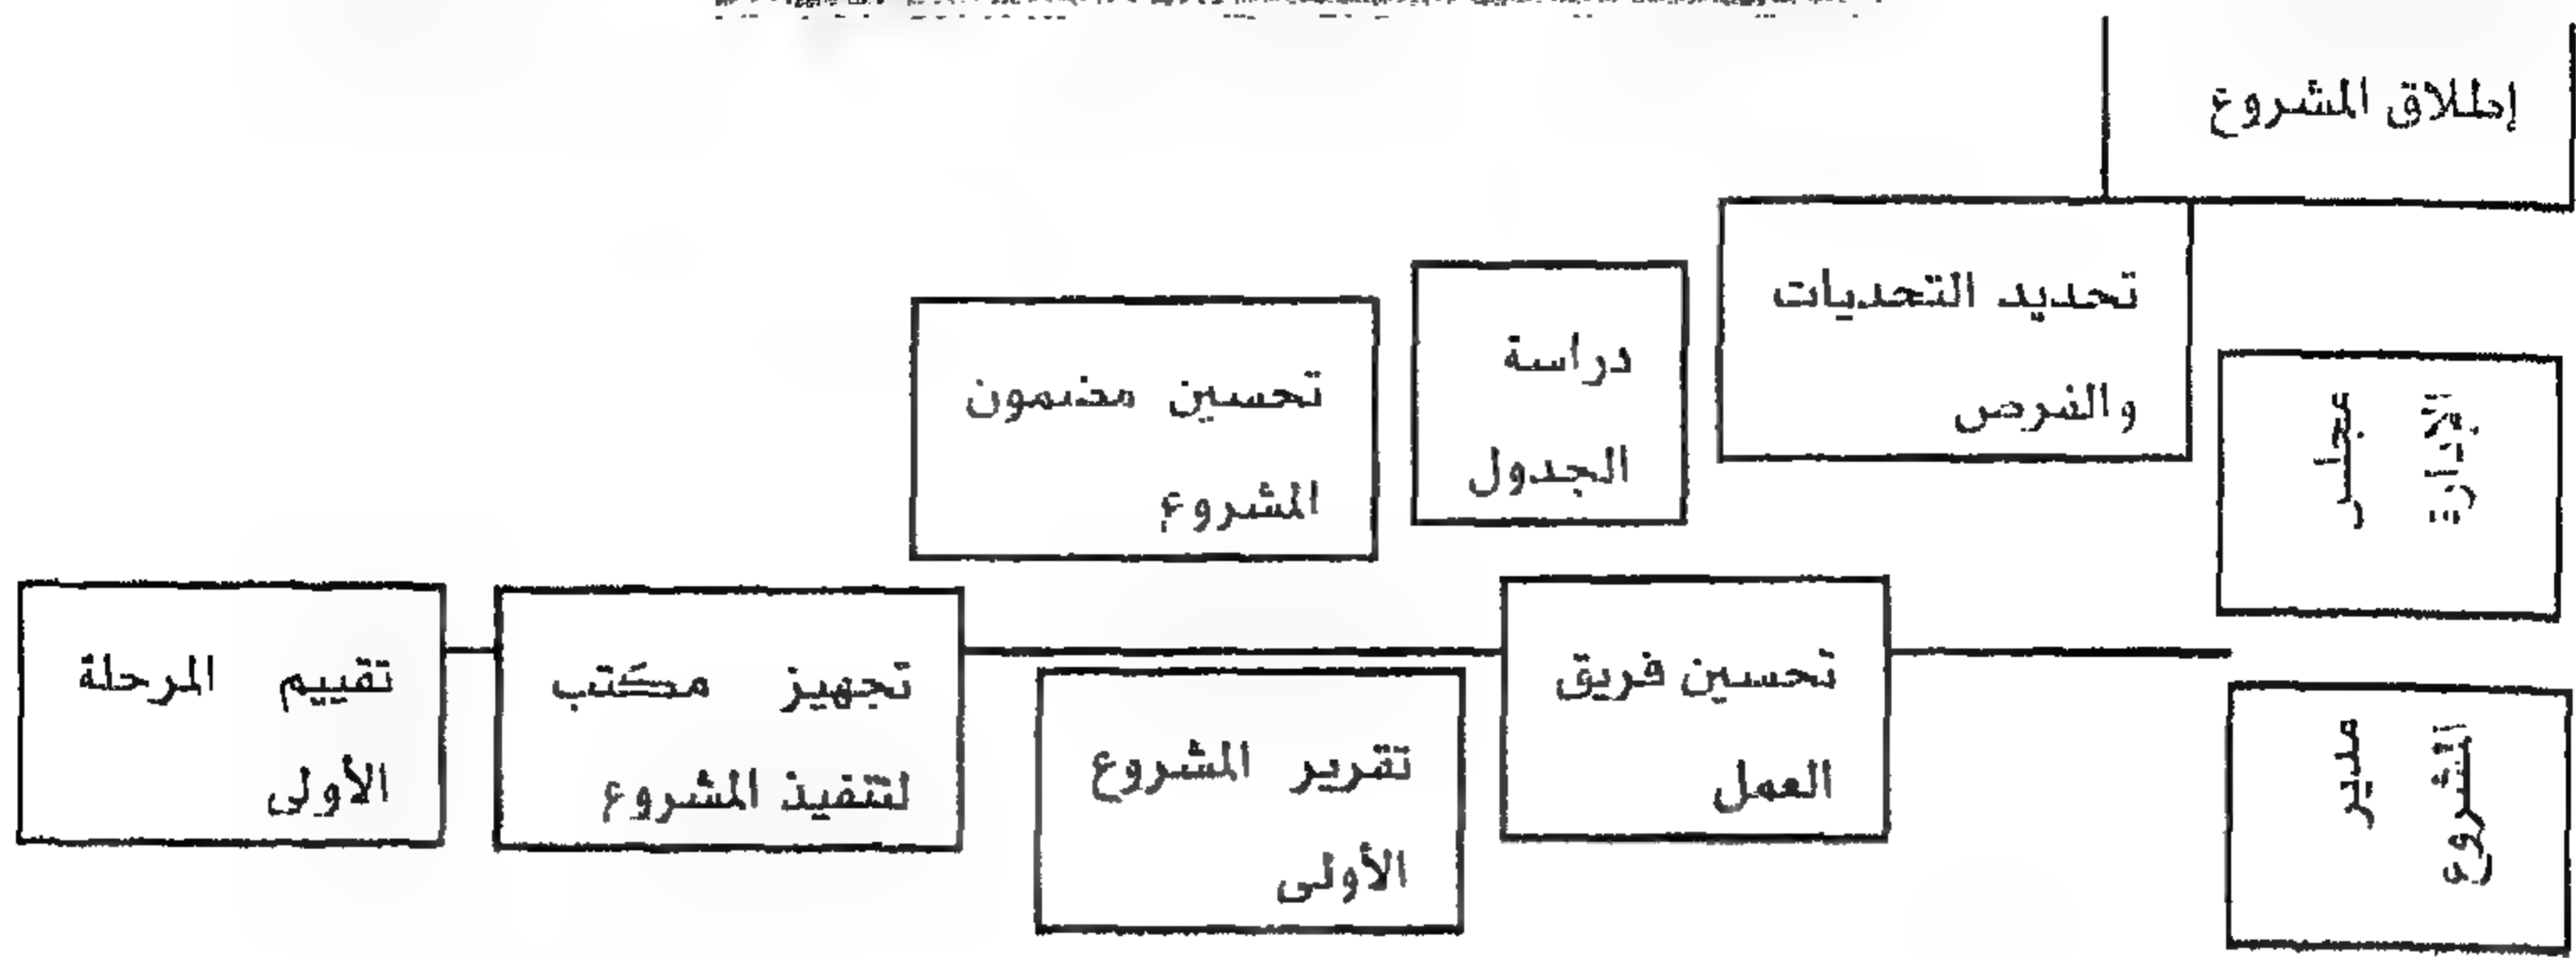 إطلاق المشروع
تحديد التحديات
والفرص
دراسة
الجدول
تحسين مضمون
المشروع
مجلس
الإدارة
تحسين فريق
العمل
تقرير المشروع
الأولى
تجهيز مكتب
لتنفيذ المشروع
تقييم المرحلة
الأولى
مدير
المشروع